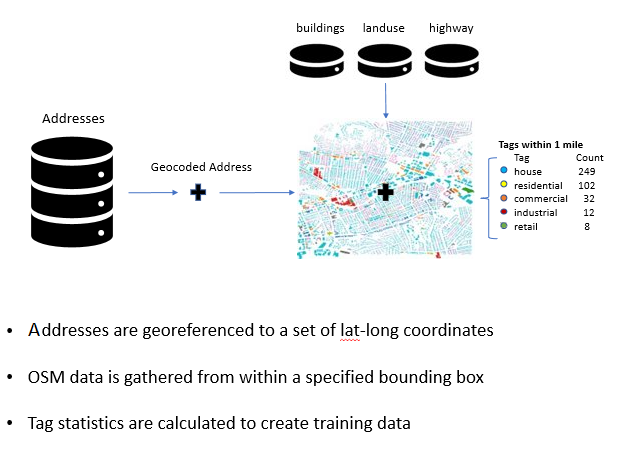 buildings landuse highway
Addresses
Geocoded Address
Tags within 1 mile
Tag Count
house 249
residential 102
commercial 32
industrial 12
retail 8
• Addresses are georeferenced to a set of lat-long coordinates
• OSM data is gathered from within a specified bounding box
• Tag statistics are calculated to create training data